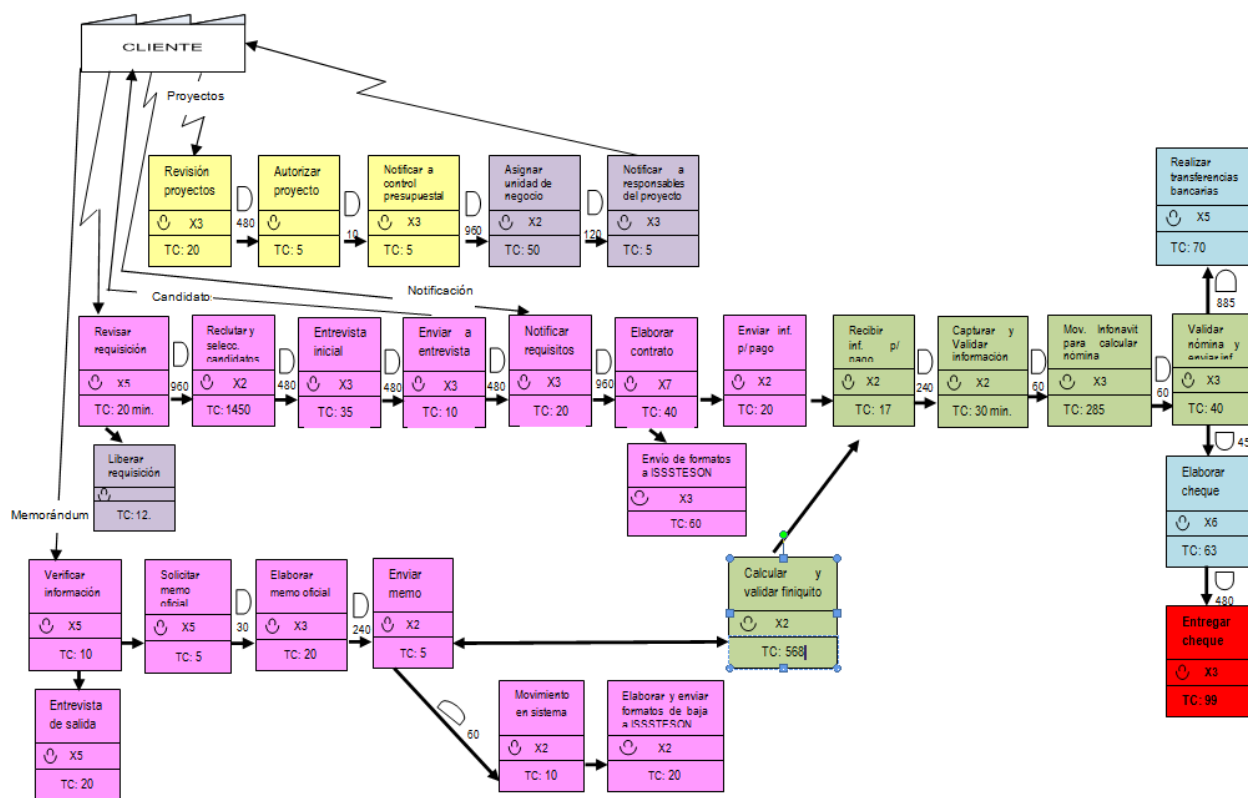 CLIENTE
Proyectos
Revisión
proyectos
X3
TC: 20
480
Autorizar
proyecto
TC: 5
10
Notificar a
control
presupuestal
X3
TC: 5
960
Asignar
unidad de
negocio
X2
TC: 50
120
Notificar a
responsables
del proyecto
X3
TC: 5
Realizar
transferencias
bancarias
X5
TC: 70
885
Candidato
Notificación
Revisar
requisición
X5
TC: 20 min.
960
Reclutar y
selecc.
candidatos
X2
TC: 1450
480
Entrevista
inicial
X3
TC: 35
480
Enviar a
entrevista
X3
TC: 10
480
Notificar
requisitos
X3
TC: 20
960
Elaborar
contrato
X7
TC: 40
Enviar inf.
p/ pago
X2
TC: 20
Recibir
inf. p/
pago
X2
TC: 17
240
Capturar y
Validar
información
X2
TC: 30 min.
60
Mov. Infonavit
para calcular
nómina
X3
TC: 285
60
Validar
nómina y
enviar inf.
X3
TC: 40
45
Liberar
requisición
TC: 12.
Envío de formatos
a ISSSTESON
X3
TC: 60
Elaborar
cheque
X6
TC: 63
480
Memorándum
Verificar
información
X5
TC: 10
Solicitar
memo
oficial
X5
TC: 5
30
Elaborar
memo oficial
X3
TC: 20
240
Enviar
memo
X2
TC: 5
Calcular y
validar finiquito
X2
TC: 568
Entregar
cheque
X3
TC: 99
60
Entrevista
de salida
X5
TC: 20
Movimiento
en sistema
X2
TC: 10
Elaborar y enviar
formatos de baja
a ISSSTESON
X2
TC: 20